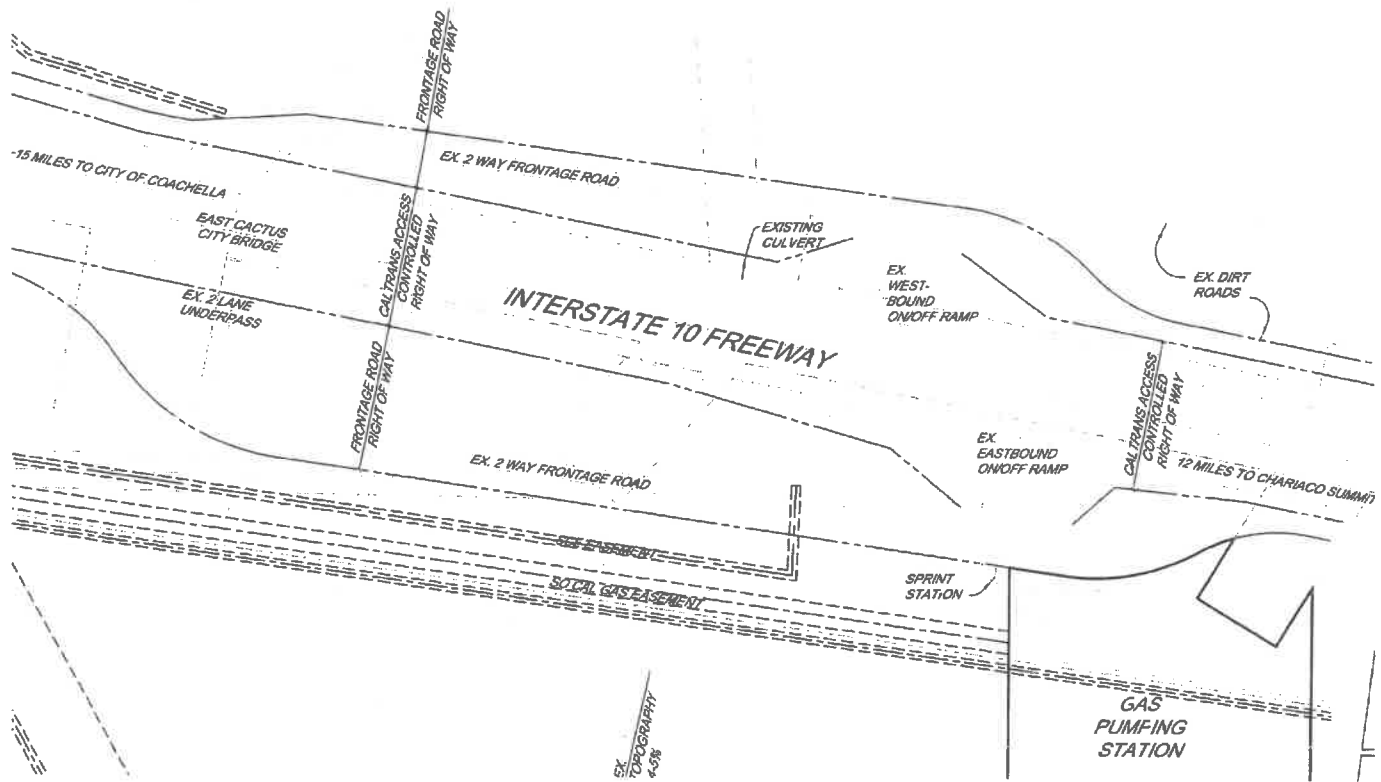 FRONTAGE ROAD
RIGHT OF WAY
EX. 2 WAY FRONTAGE ROAD
-15 MILES TO CITY OF COACHELLA
EAST CACTUS
CITY BRIDGE
CALTRANS ACCESS
CONTROLLED
RIGHT OF WAY
EXISTING
CULVERT
EX. DIRT
ROADS
EX.
WEST-
BOUND
ON/OFF RAMP
EX. 2 LANE
UNDERPASS
INTERSTATE 10 FREEWAY
FRONTAGE ROAD
RIGHT OF WAY
CALTRANS ACCESS
CONTROLLED
RIGHT OF WAY
EX.
EASTBOUND
ON/OFF RAMP
12 MILES TO CHARIACO SUMMIT
EX. 2 WAY FRONTAGE ROAD
EASEMENT
SPRINT
STATION
SO CAL GAS EASEMENT
EX.
TOPOGRAPHY
4-5%
GAS
PUMPING
STATION